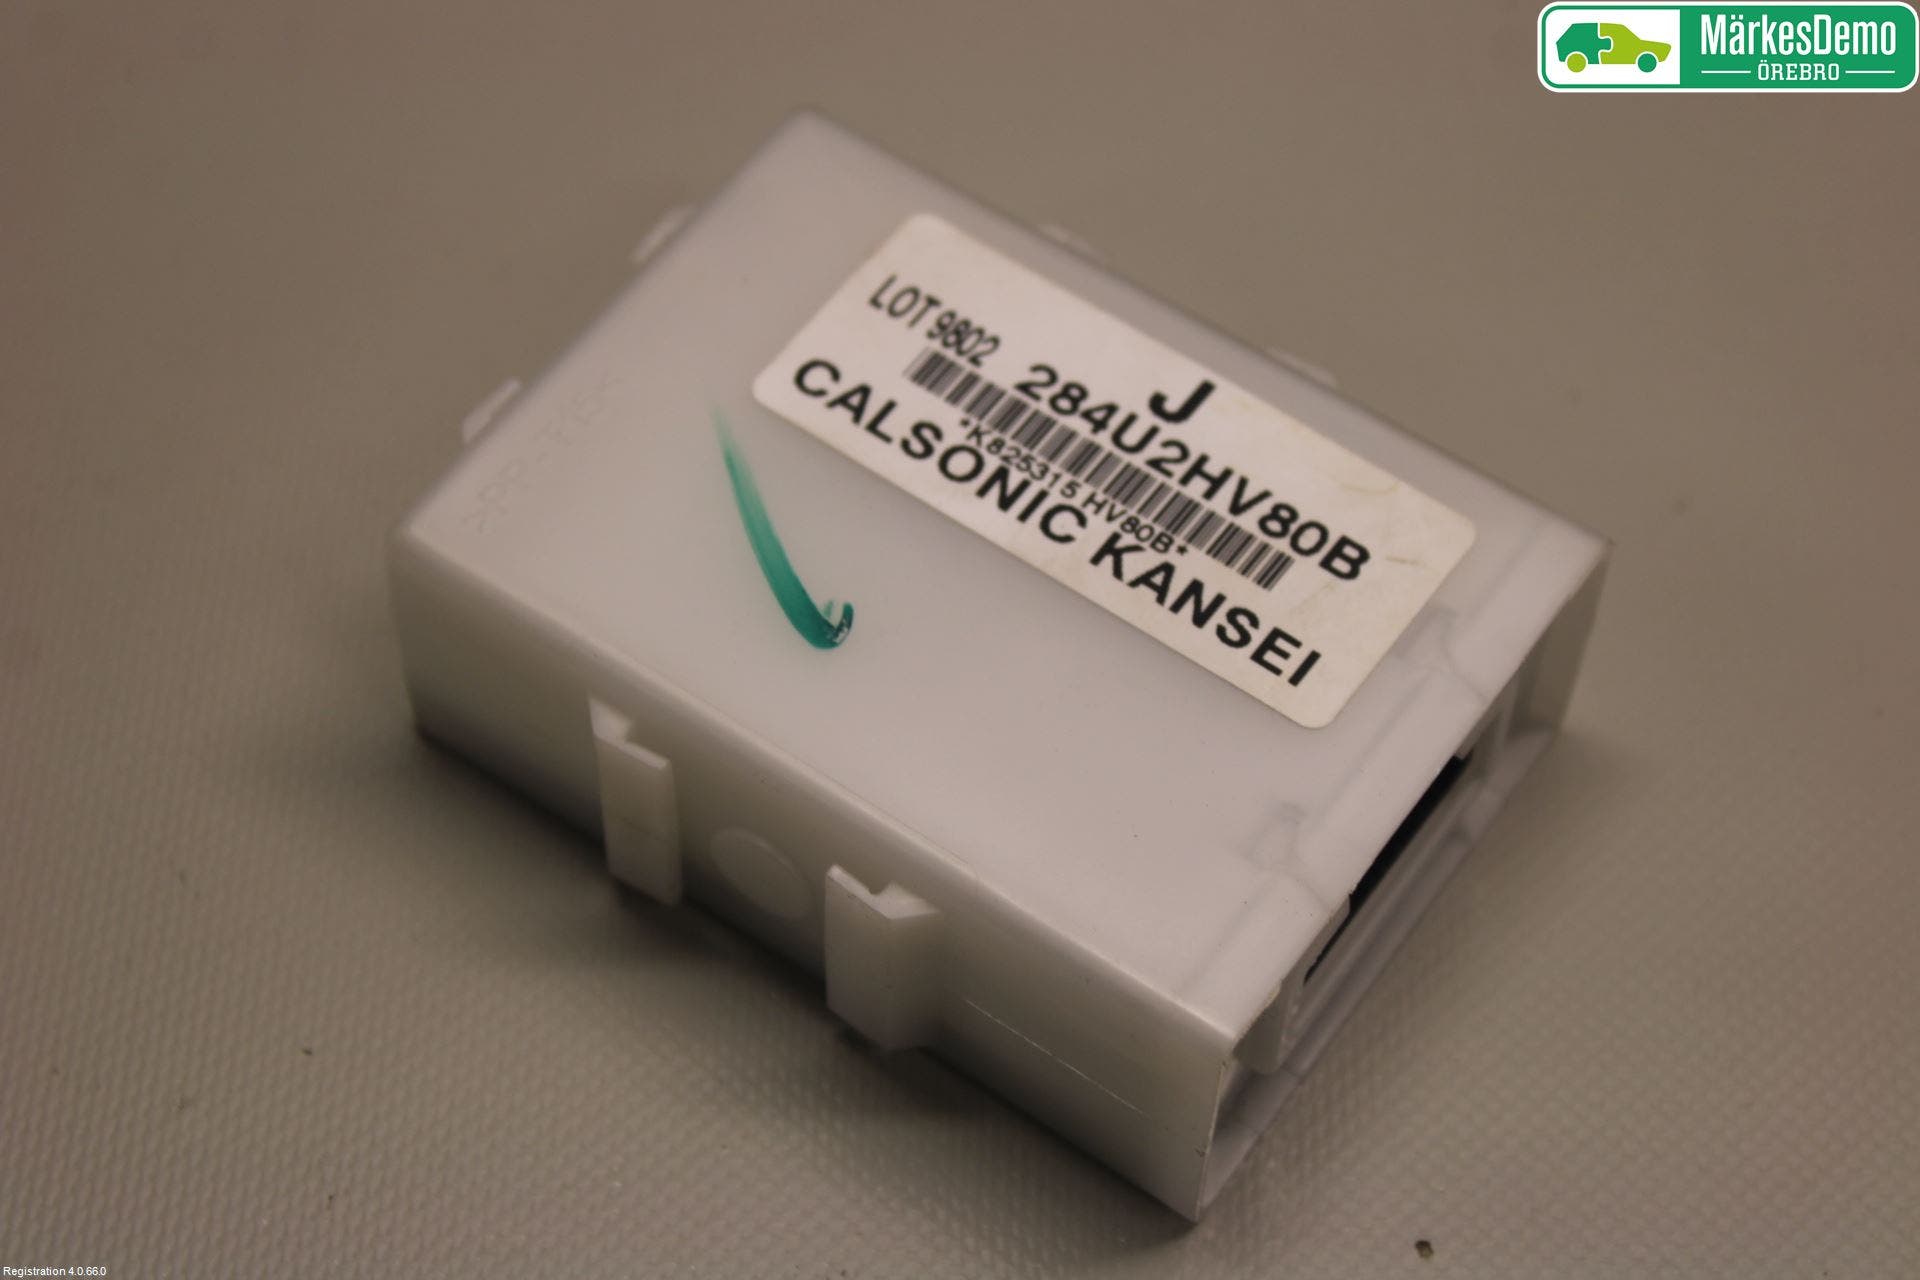 MärkesDemo
ÖREBRO
J
LOT 9802 284U2HV80B
*K825315 HV80B*
CALSONIC KANSEI
Registration 4.0.66.0